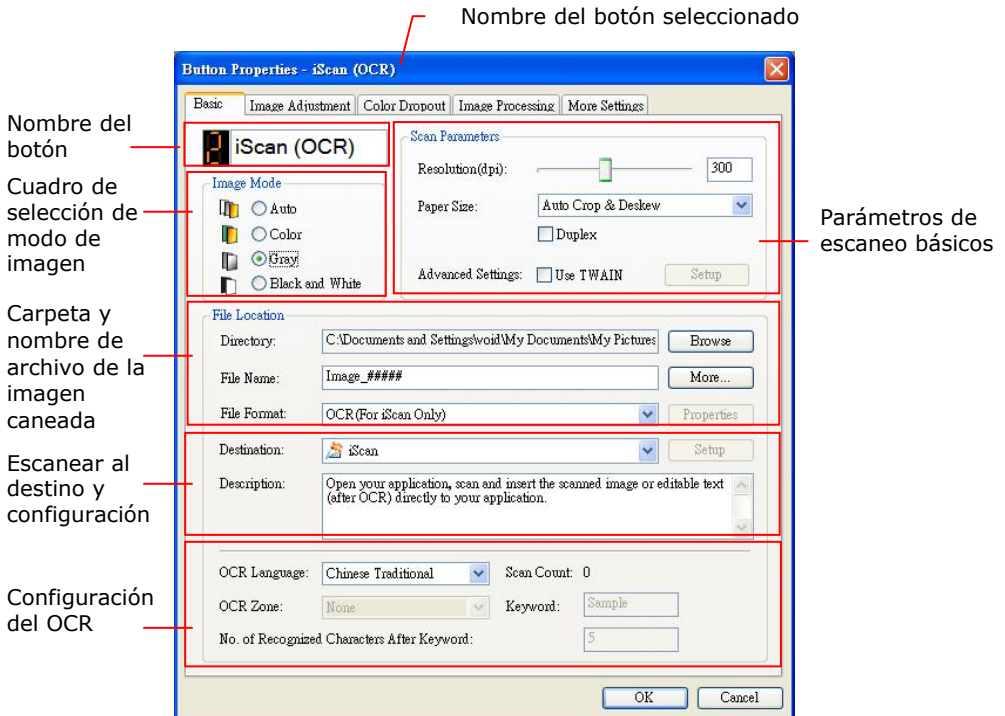 Nombre del botón seleccionado
Button Properties - iScan (OCR)
Basic
Image Adjustment
Color Dropout
Image Processing
More Settings
Nombre del
botón
2
iScan (OCR)
Cuadro de
selección de
modo de
imagen
Image Mode
Auto
Color
Gray
Black and White
Scan Parameters
Resolution(dpi):
300
Paper Size:
Auto Crop & Deskew
Duplex
Advanced Settings:
Use TWAIN
Setup
Parámetros de
escaneo básicos
Carpeta y
nombre de
archivo de la
imagen
caneada
File Location
Directory:
C:\Documents and Settings\void\My Documents\My Pictures
Browse
File Name:
Image_#####
More...
File Format:
OCR(For iScan Only)
Properties
Escanear al
destino y
configuración
Destination:
iScan
Setup
Description:
Open your application, scan and insert the scanned image or editable text
(after OCR) directly to your application.
Configuración
del OCR
OCR Language:
Chinese Traditional
Scan Count: 0
OCR Zone:
None
Keyword:
Sample
No. of Recognized Characters After Keyword:
5
OK
Cancel